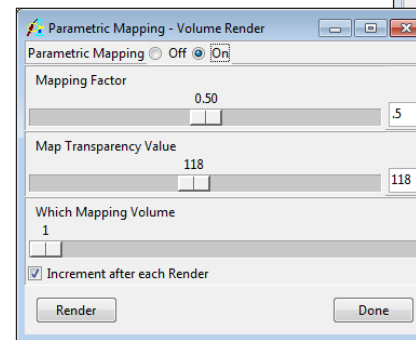 Parametric Mapping - Volume Render
Parametric Mapping Off On
Mapping Factor
0.50
.5
Map Transparency Value
118
118
Which Mapping Volume
1
Increment after each Render
Render Done